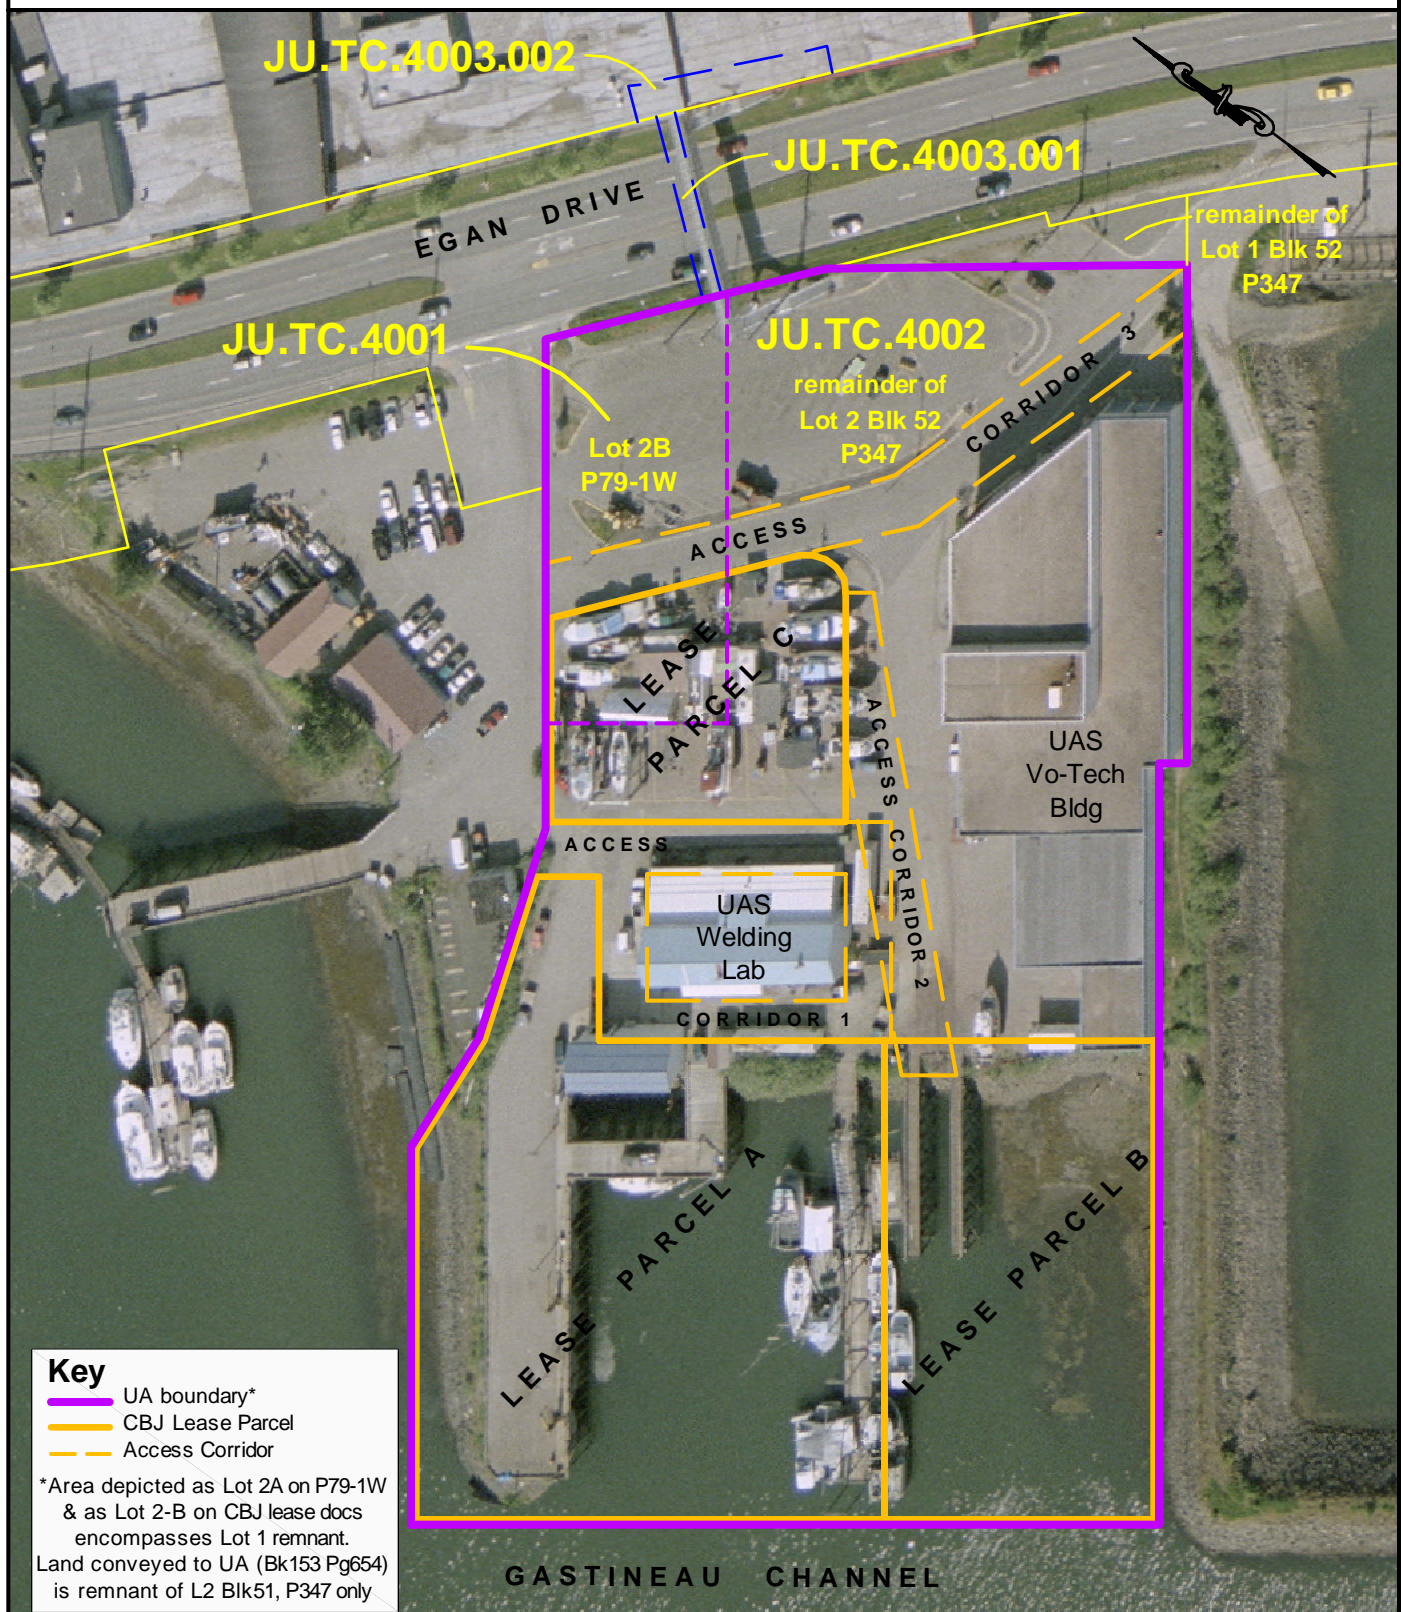 JU.TC.4003.002
JU.TC.4003.001
EGAN DRIVE
remainder of
Lot 1 Blk 52
P347
JU.TC.4001
JU.TC.4002
remainder of
Lot 2 Blk 52
P347
Lot 2B
P79-1W
ACCESS CORRIDOR 3
LEASE
PARCEL C
ACCESS CORRIDOR 2
UAS
Vo-Tech
Bldg
ACCESS
UAS
Welding
Lab
CORRIDOR 1
LEASE PARCEL A
LEASE PARCEL B
Key
UA boundary*
CBJ Lease Parcel
Access Corridor
*Area depicted as Lot 2A on P79-1W
& as Lot 2-B on CBJ lease docs
encompasses Lot 1 remnant.
Land conveyed to UA (Bk153 Pg654)
is remnant of L2 Blk51, P347 only
GASTINEAU CHANNEL